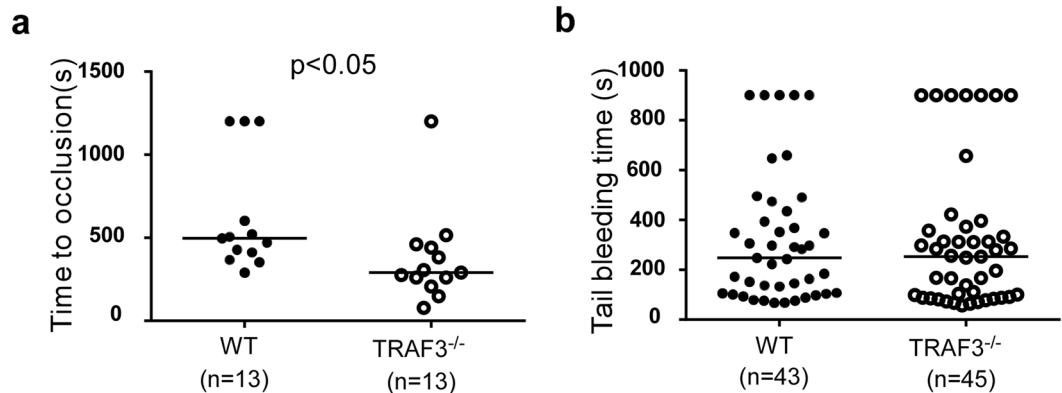 a
p<0.05
Time to occlusion(s)
1500
1000
500
0
WT
(n=13)
TRAF3-/-
(n=13)
b
Tail bleeding time (s)
1000
800
600
400
200
0
WT
(n=43)
TRAF3-/-
(n=45)